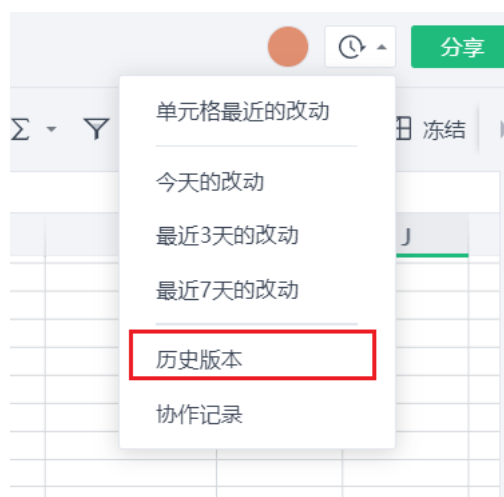 分享
单元格最近的改动
Σ
冻结
今天的改动
最近3天的改动
J
最近7天的改动
历史版本
协作记录